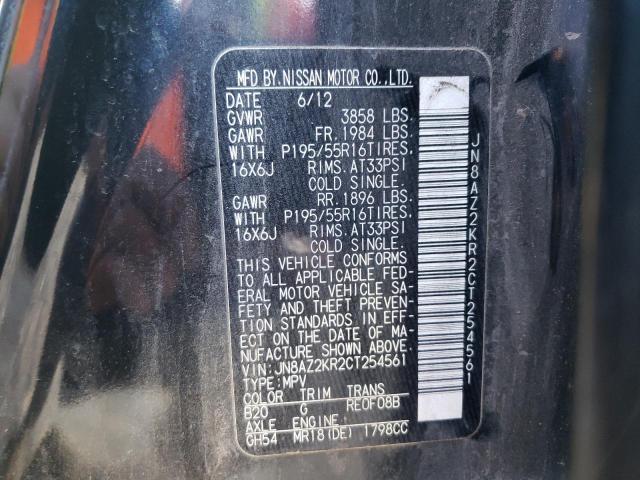 MFD BY.NISSAN MOTOR CO.,LTD.
DATE 6/12
GVWR 3858 LBS.
GAWR FR.1984 LBS.
WITH P195/55R16TIRES.
16X6J RIMS.AT33PSI
COLD SINGLE.
GAWR RR.1896 LBS.
WITH P195/55R16TIRES.
16X6J RIMS.AT33PSI
COLD SINGLE.
THIS VEHICLE CONFORMS
TO ALL APPLICABLE FED-
ERAL MOTOR VEHICLE SA-
FETY AND THEFT PREVEN-
TION STANDARDS IN EFF-
ECT ON THE DATE OF MA-
NUFACTURE SHOWN ABOVE.
VIN:JN8AZ2KR2CT254561
TYPE:MPV
COLOR TRIM TRANS
B20 G RE0F08B
AXLE ENGINE
GH54 MR18(DE) 1798CC
JN8AZ2KR2CT254561